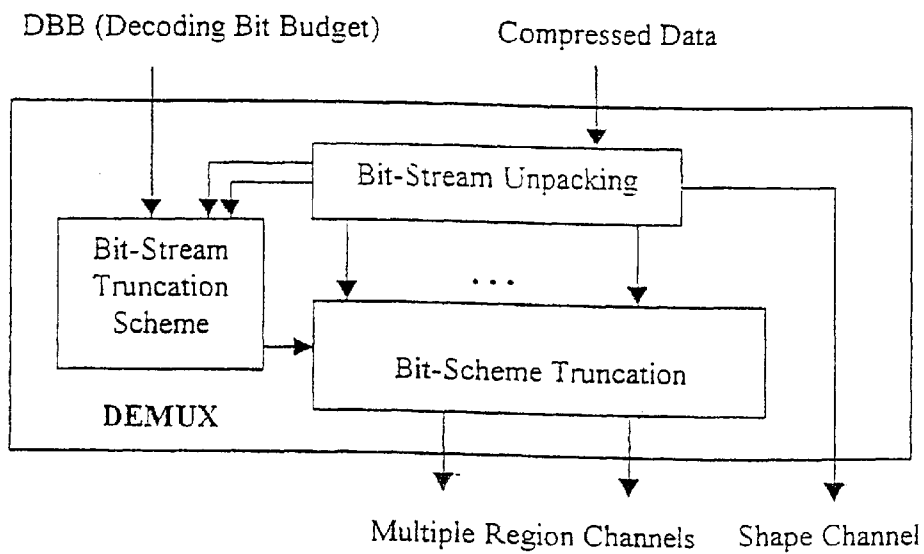 DBB (Decoding Bit Budget)
Compressed Data
Bit-Stream Unpacking
Bit-Stream
Truncation
Scheme
...
Bit-Scheme Truncation
DEMUX
Multiple Region Channels
Shape Channel